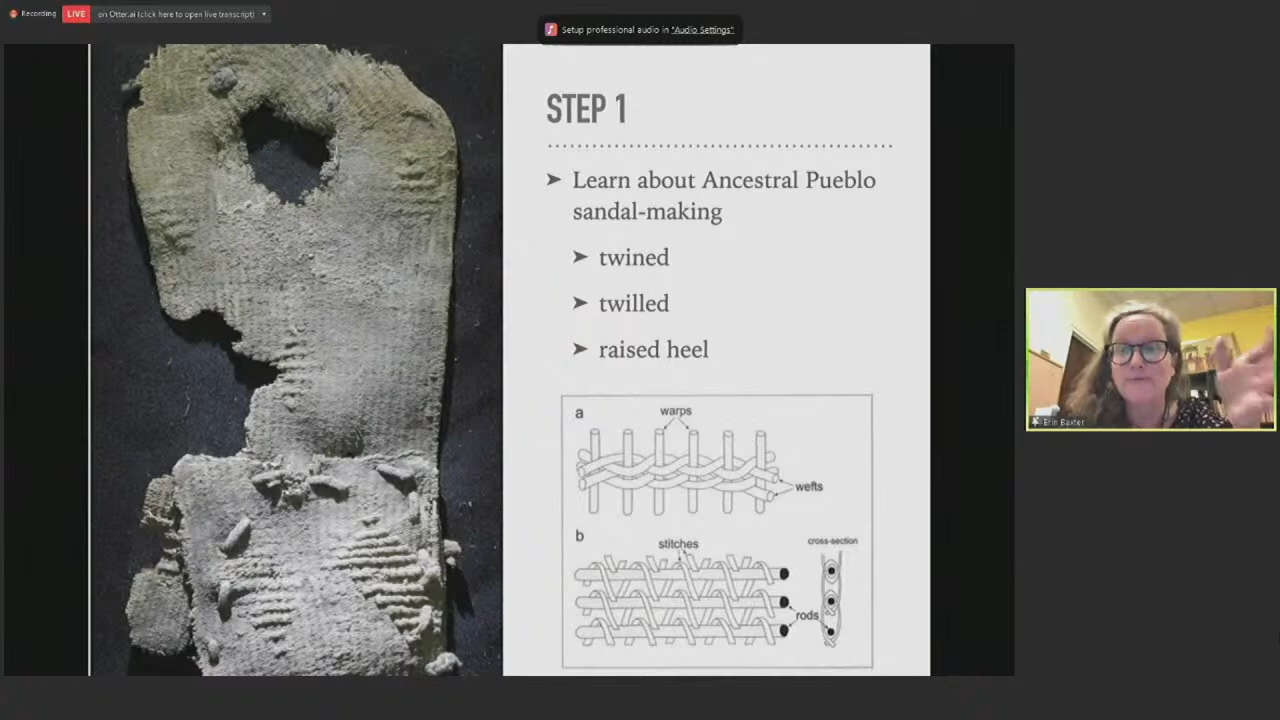 Recording
LIVE
on Otter.ai (click here to open live transcript)
Setup professional audio in "Audio Settings"
STEP 1
➤ Learn about Ancestral Pueblo
sandal-making
➤ twined
➤ twilled
➤ raised heel
a
warps
wefts
b
stitches
cross-section
rods
Erin Baxter